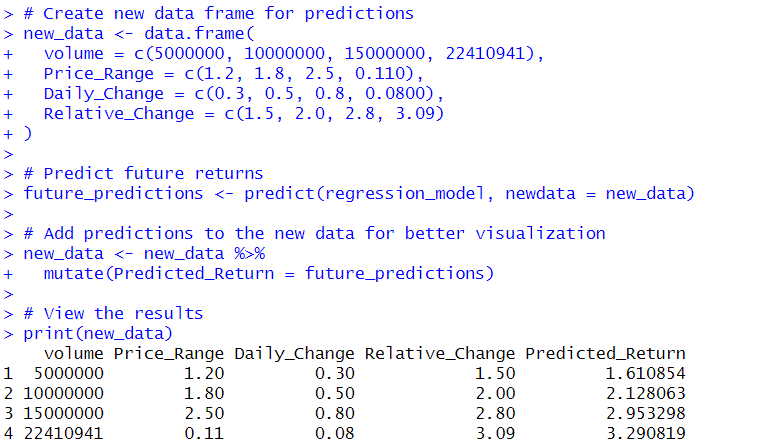 > # Create new data frame for predictions
> new_data <- data.frame(
+   volume = c(5000000, 10000000, 15000000, 22410941),
+   Price_Range = c(1.2, 1.8, 2.5, 0.110),
+   Daily_Change = c(0.3, 0.5, 0.8, 0.0800),
+   Relative_Change = c(1.5, 2.0, 2.8, 3.09)
+ )
>
> # Predict future returns
> future_predictions <- predict(regression_model, newdata = new_data)
>
> # Add predictions to the new data for better visualization
> new_data <- new_data %>%
+   mutate(Predicted_Return = future_predictions)
>
> # View the results
> print(new_data)
    volume Price_Range Daily_Change Relative_Change Predicted_Return
1  5000000        1.20         0.30            1.50         1.610854
2 10000000        1.80         0.50            2.00         2.128063
3 15000000        2.50         0.80            2.80         2.953298
4 22410941        0.11         0.08            3.09         3.290819